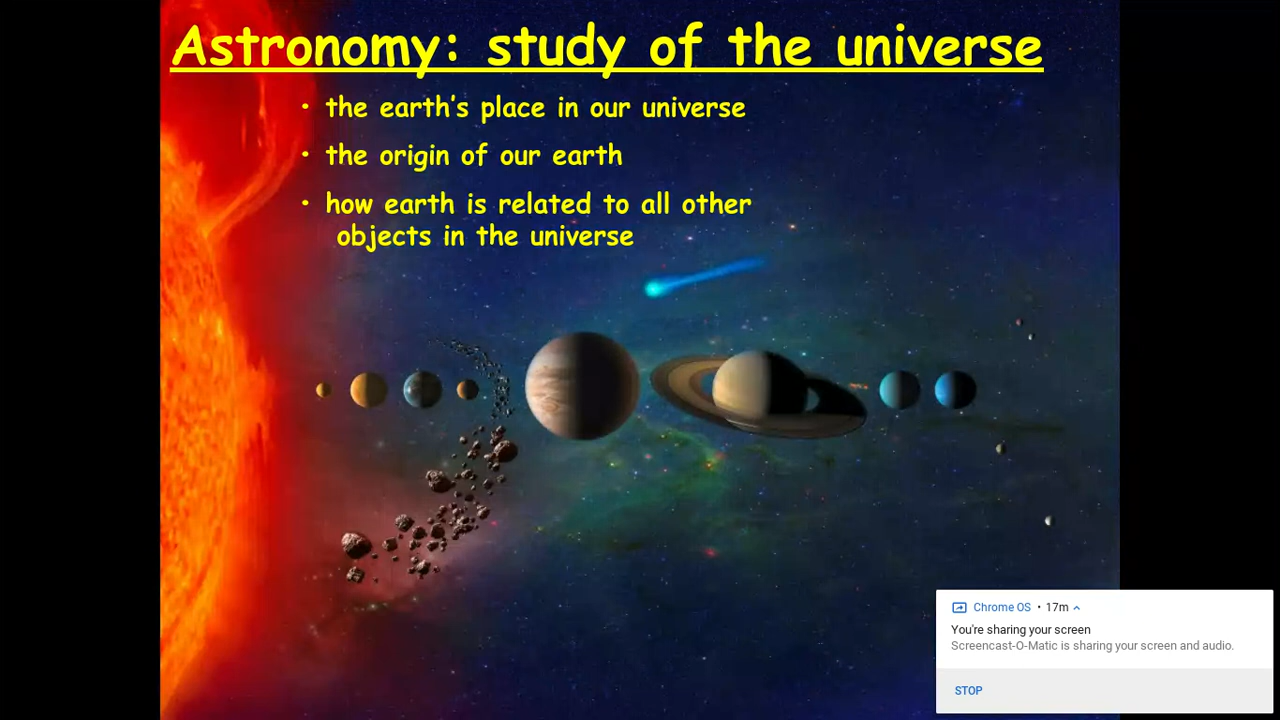 Astronomy: study of the universe
• the earth's place in our universe
• the origin of our earth
• how earth is related to all other
objects in the universe
Chrome OS • 17m
You're sharing your screen
Screencast-O-Matic is sharing your screen and audio.
STOP